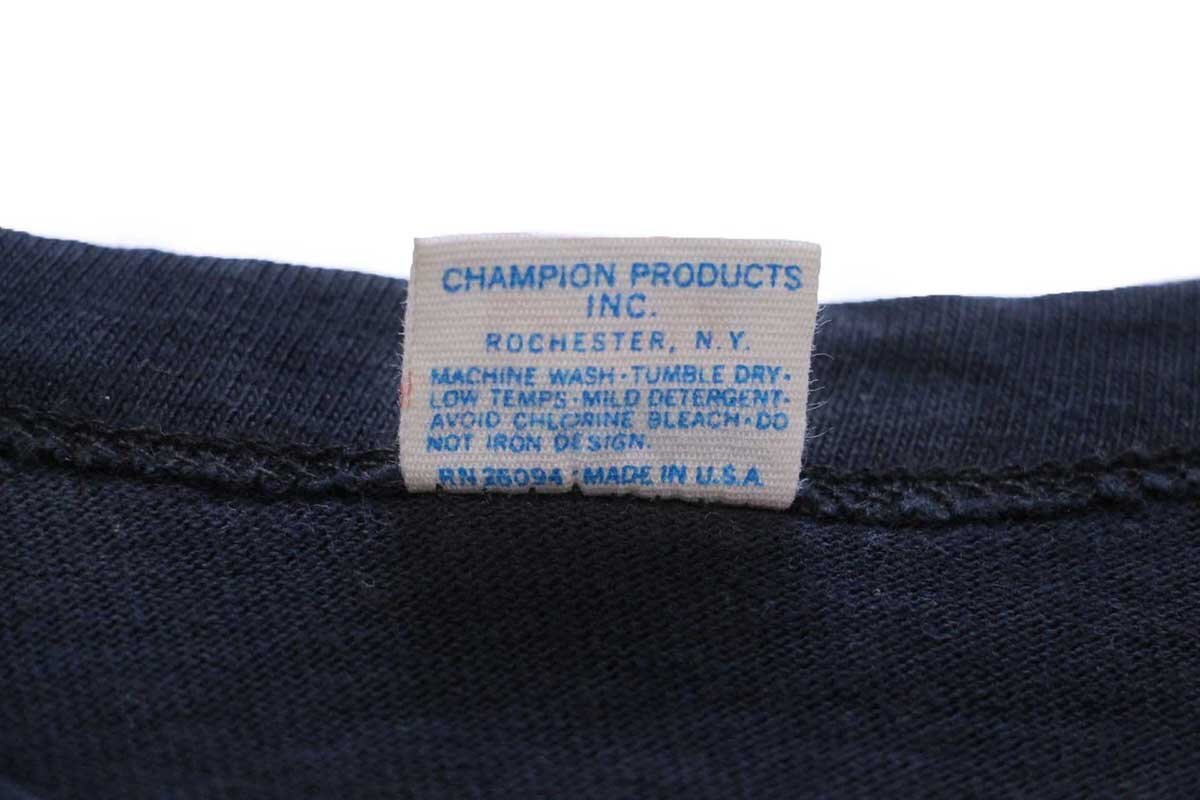 CHAMPION PRODUCTS
INC.
ROCHESTER, N.Y.
MACHINE WASH · TUMBLE DRY ·
LOW TEMPS · MILD DETERGENT ·
AVOID CHLORINE BLEACH · DO
NOT IRON DESIGN.
RN 26094 · MADE IN U.S.A.